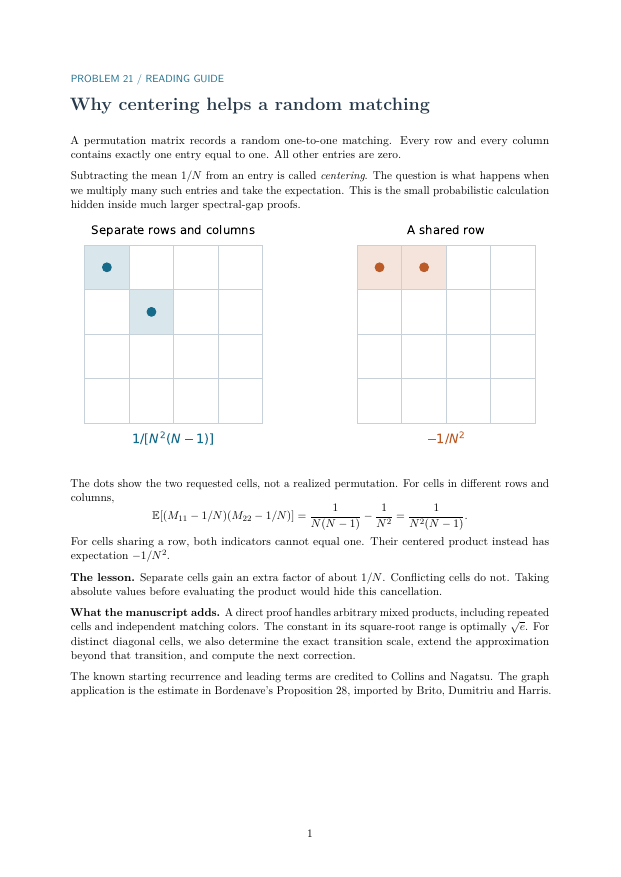 PROBLEM 21 / READING GUIDE
Why centering helps a random matching
A permutation matrix records a random one-to-one matching. Every row and every column
contains exactly one entry equal to one. All other entries are zero.
Subtracting the mean 1/N from an entry is called centering. The question is what happens when
we multiply many such entries and take the expectation. This is the small probabilistic calculation
hidden inside much larger spectral-gap proofs.
Separate rows and columns
A shared row
1/[N²(N − 1)]
−1/N²
The dots show the two requested cells, not a realized permutation. For cells in different rows and
columns,
𝔼[(M₁₁ − 1/N)(M₂₂ − 1/N)] = 1/(N(N − 1)) − 1/N² = 1/(N²(N − 1)).
For cells sharing a row, both indicators cannot equal one. Their centered product instead has
expectation −1/N².
The lesson. Separate cells gain an extra factor of about 1/N. Conflicting cells do not. Taking
absolute values before evaluating the product would hide this cancellation.
What the manuscript adds. A direct proof handles arbitrary mixed products, including repeated
cells and independent matching colors. The constant in its square-root range is optimally √e. For
distinct diagonal cells, we also determine the exact transition scale, extend the approximation
beyond that transition, and compute the next correction.
The known starting recurrence and leading terms are credited to Collins and Nagatsu. The graph
application is the estimate in Bordenave's Proposition 28, imported by Brito, Dumitriu and Harris.
1